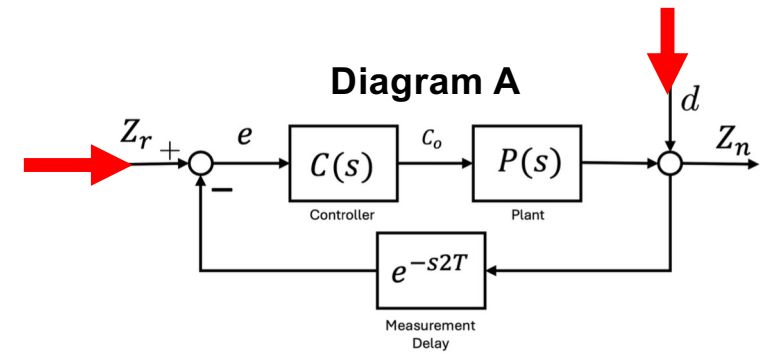 Diagram A
d
Z_r + e C(s) C_o P(s) Z_n
−
Controller Plant
e^{-s2T}
Measurement
Delay